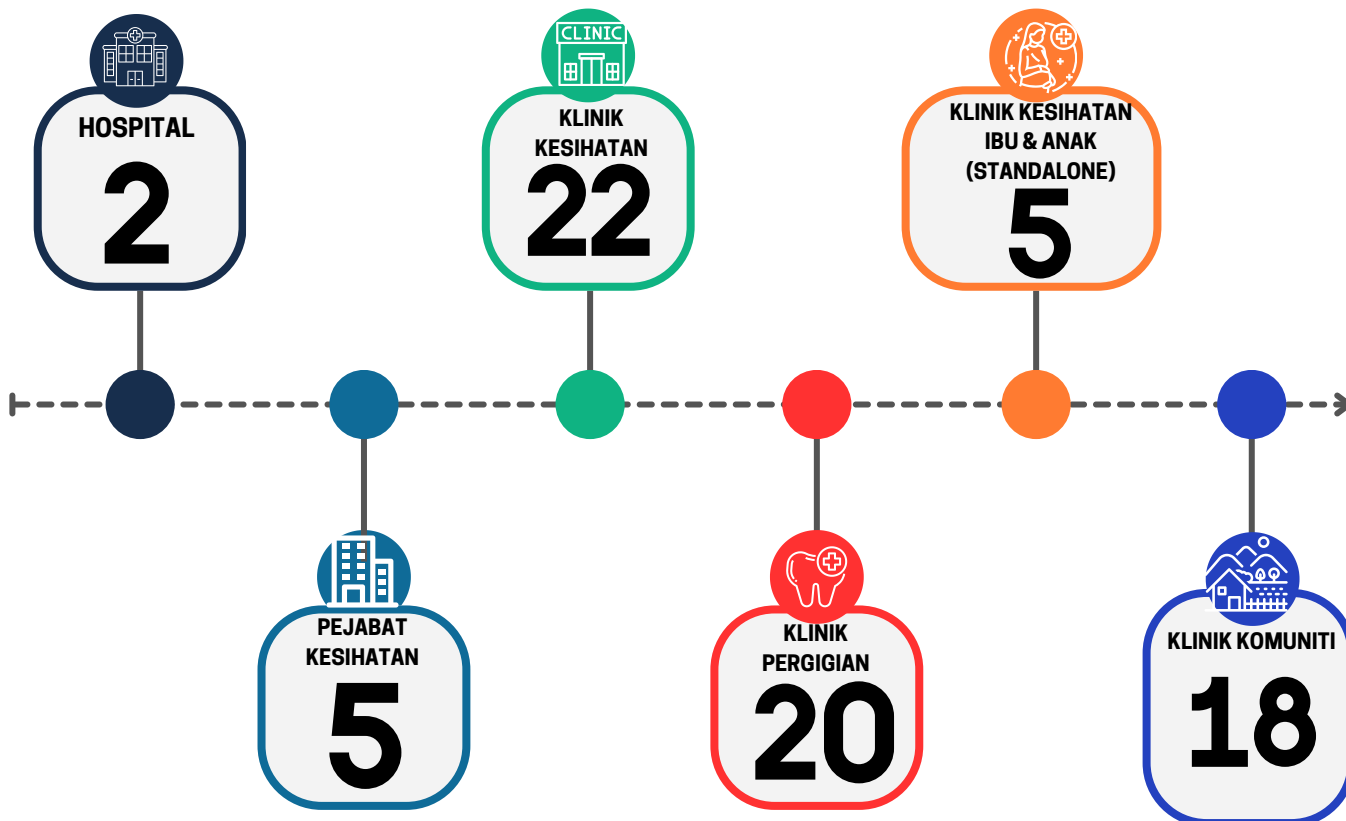 HOSPITAL
2
PEJABAT
KESIHATAN
5
CLINIC
KLINIK
KESIHATAN
22
KLINIK
PERGIGIAN
20
KLINIK KESIHATAN
IBU & ANAK
(STANDALONE)
5
KLINIK KOMUNITI
18